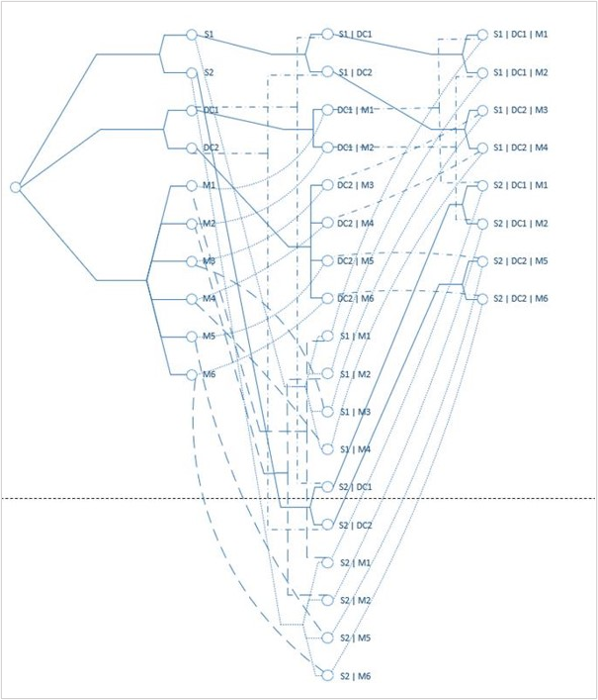 S1
S2
DC1
DC2
M1
M2
M3
M4
M5
M6
S1 | DC1
S1 | DC2
DC1 | M1
DC1 | M2
DC2 | M3
DC2 | M4
DC2 | M5
DC2 | M6
S1 | M1
S1 | M2
S1 | M3
S1 | M4
S2 | DC1
S2 | DC2
S2 | M1
S2 | M2
S2 | M5
S2 | M6
S1 | DC1 | M1
S1 | DC1 | M2
S1 | DC2 | M3
S1 | DC2 | M4
S2 | DC1 | M1
S2 | DC1 | M2
S2 | DC2 | M5
S2 | DC2 | M6